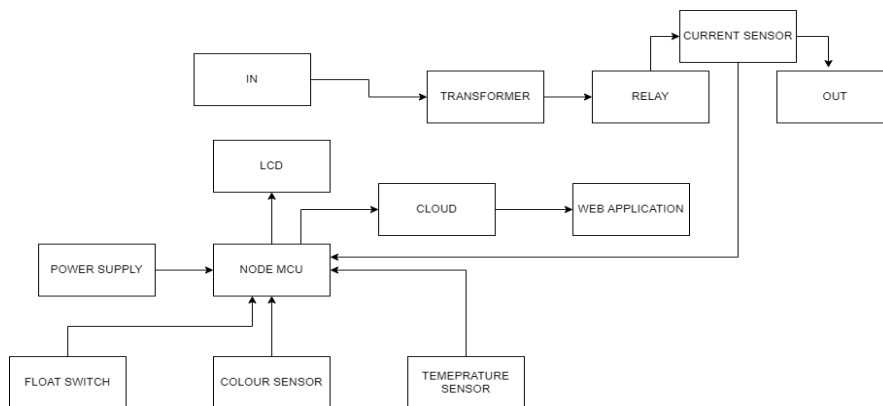 CURRENT SENSOR
IN
TRANSFORMER
RELAY
OUT
LCD
CLOUD
WEB APPLICATION
POWER SUPPLY
NODE MCU
FLOAT SWITCH
COLOUR SENSOR
TEMEPRATURE
SENSOR